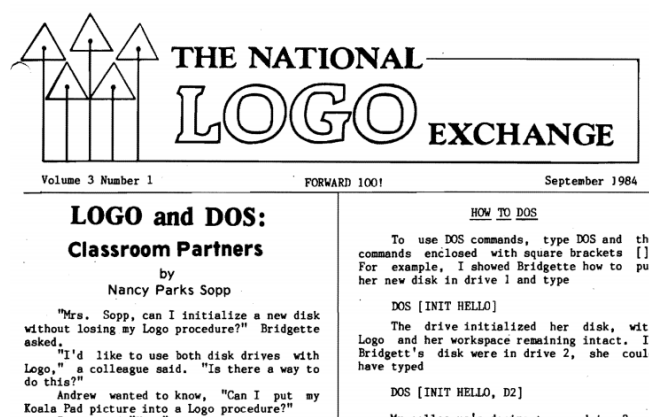 THE NATIONAL
LOGO
EXCHANGE
Volume 3 Number 1
FORWARD 100!
September 1984
LOGO and DOS:
Classroom Partners
by
Nancy Parks Sopp
"Mrs. Sopp, can I initialize a new disk
without losing my Logo procedure?" Bridgette
asked.
"I'd like to use both disk drives with
Logo," a colleague said. "Is there a way to
do this?"
Andrew wanted to know, "Can I put my
Koala Pad picture into a Logo procedure?"
HOW TO DOS
To use DOS commands, type DOS and th
commands enclosed with square brackets []
For example, I showed Bridgette how to pu
her new disk in drive 1 and type
DOS [INIT HELLO]
The drive initialized her disk, wit
Logo and her workspace remaining intact. I
Bridgett's disk were in drive 2, she coul
have typed
DOS [INIT HELLO, D2]